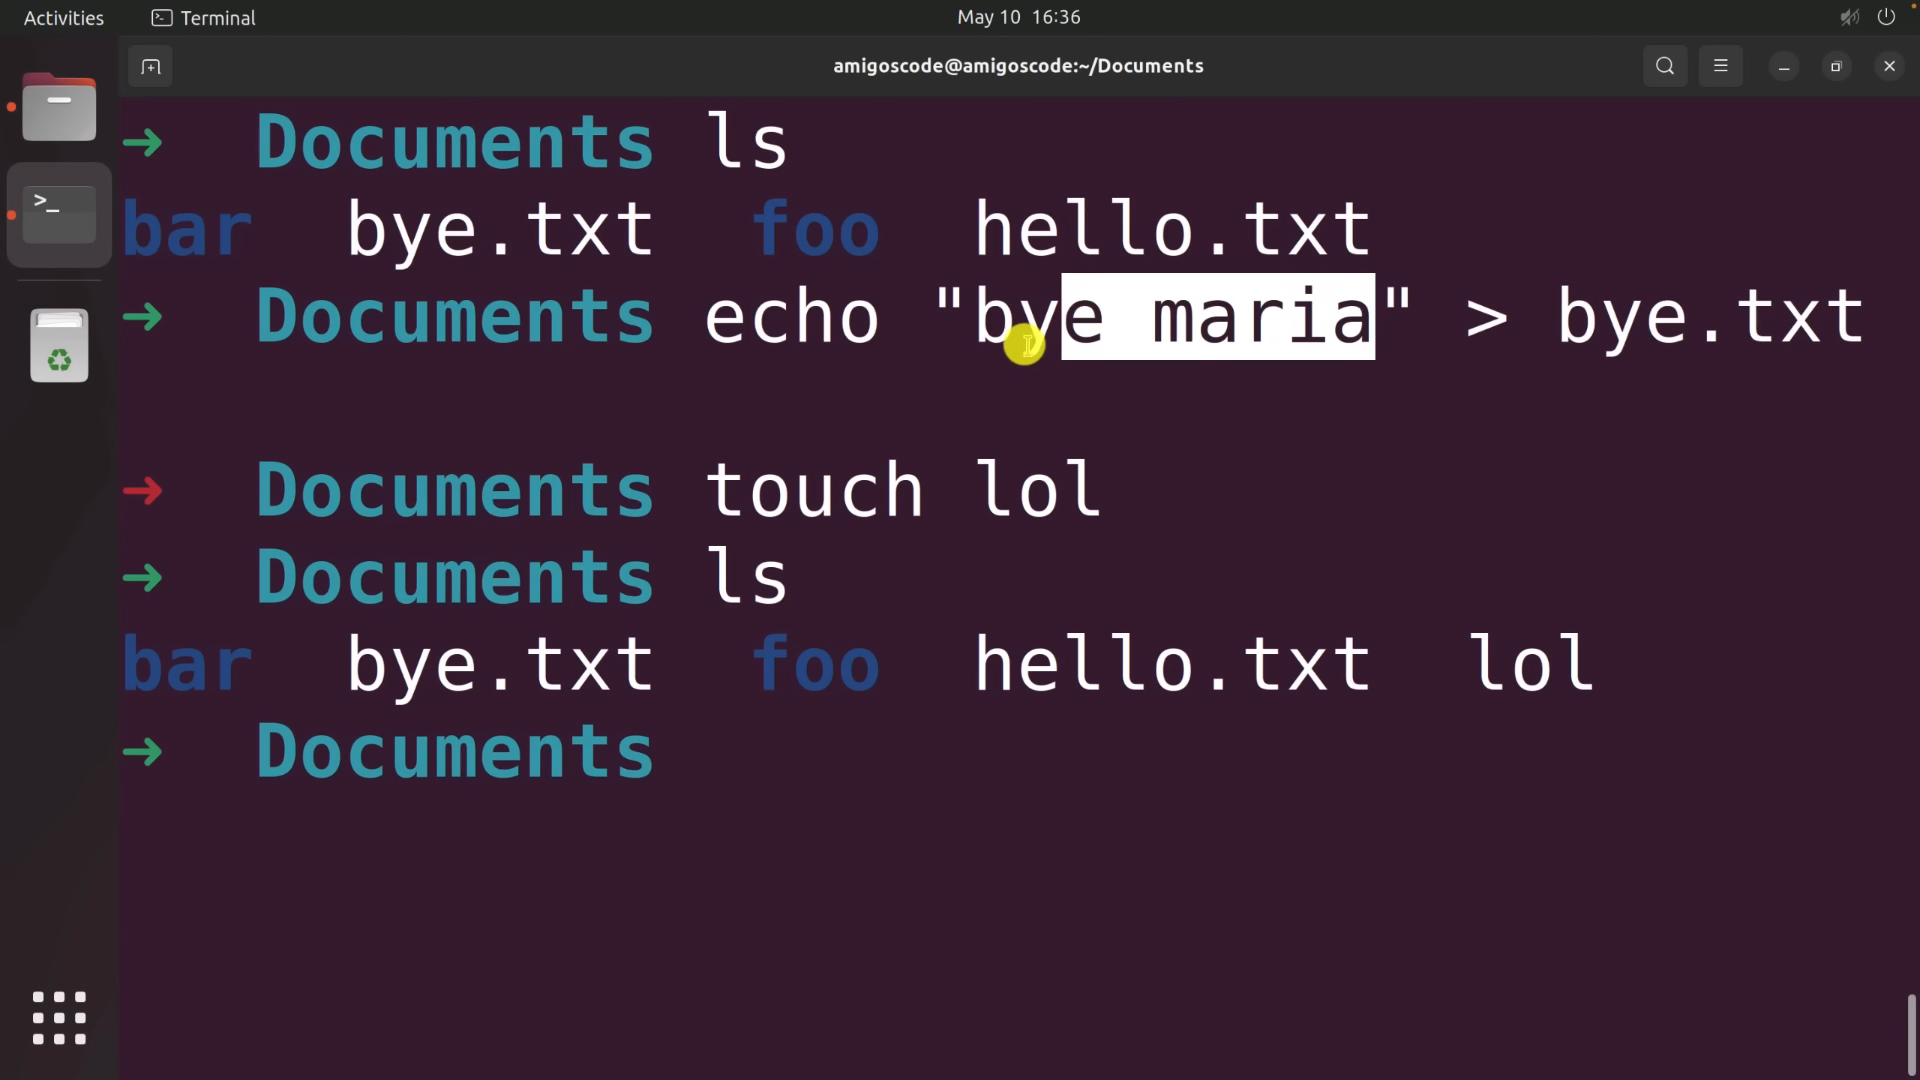 Activities Terminal May 10 16:36
amigoscode@amigoscode:~/Documents
→ Documents ls
bar bye.txt foo hello.txt
→ Documents echo "bye maria" > bye.txt
→ Documents touch lol
→ Documents ls
bar bye.txt foo hello.txt lol
→ Documents